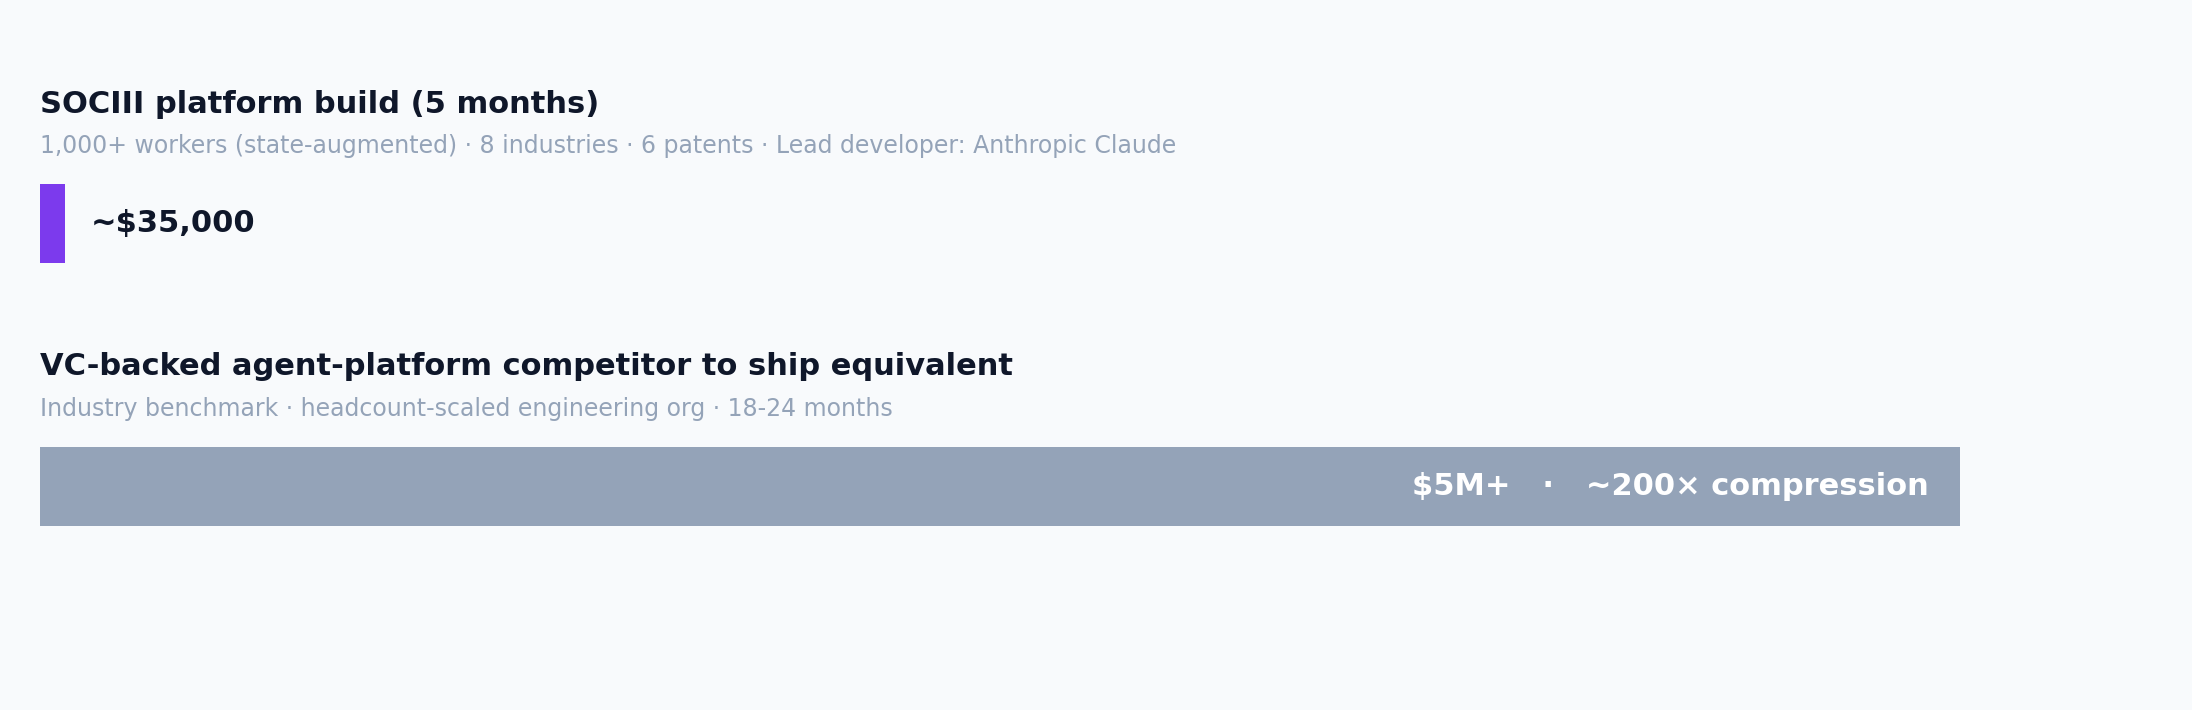 SOCIII platform build (5 months)
1,000+ workers (state-augmented) · 8 industries · 6 patents · Lead developer: Anthropic Claude
~$35,000
VC-backed agent-platform competitor to ship equivalent
Industry benchmark · headcount-scaled engineering org · 18-24 months
$5M+ · ~200× compression